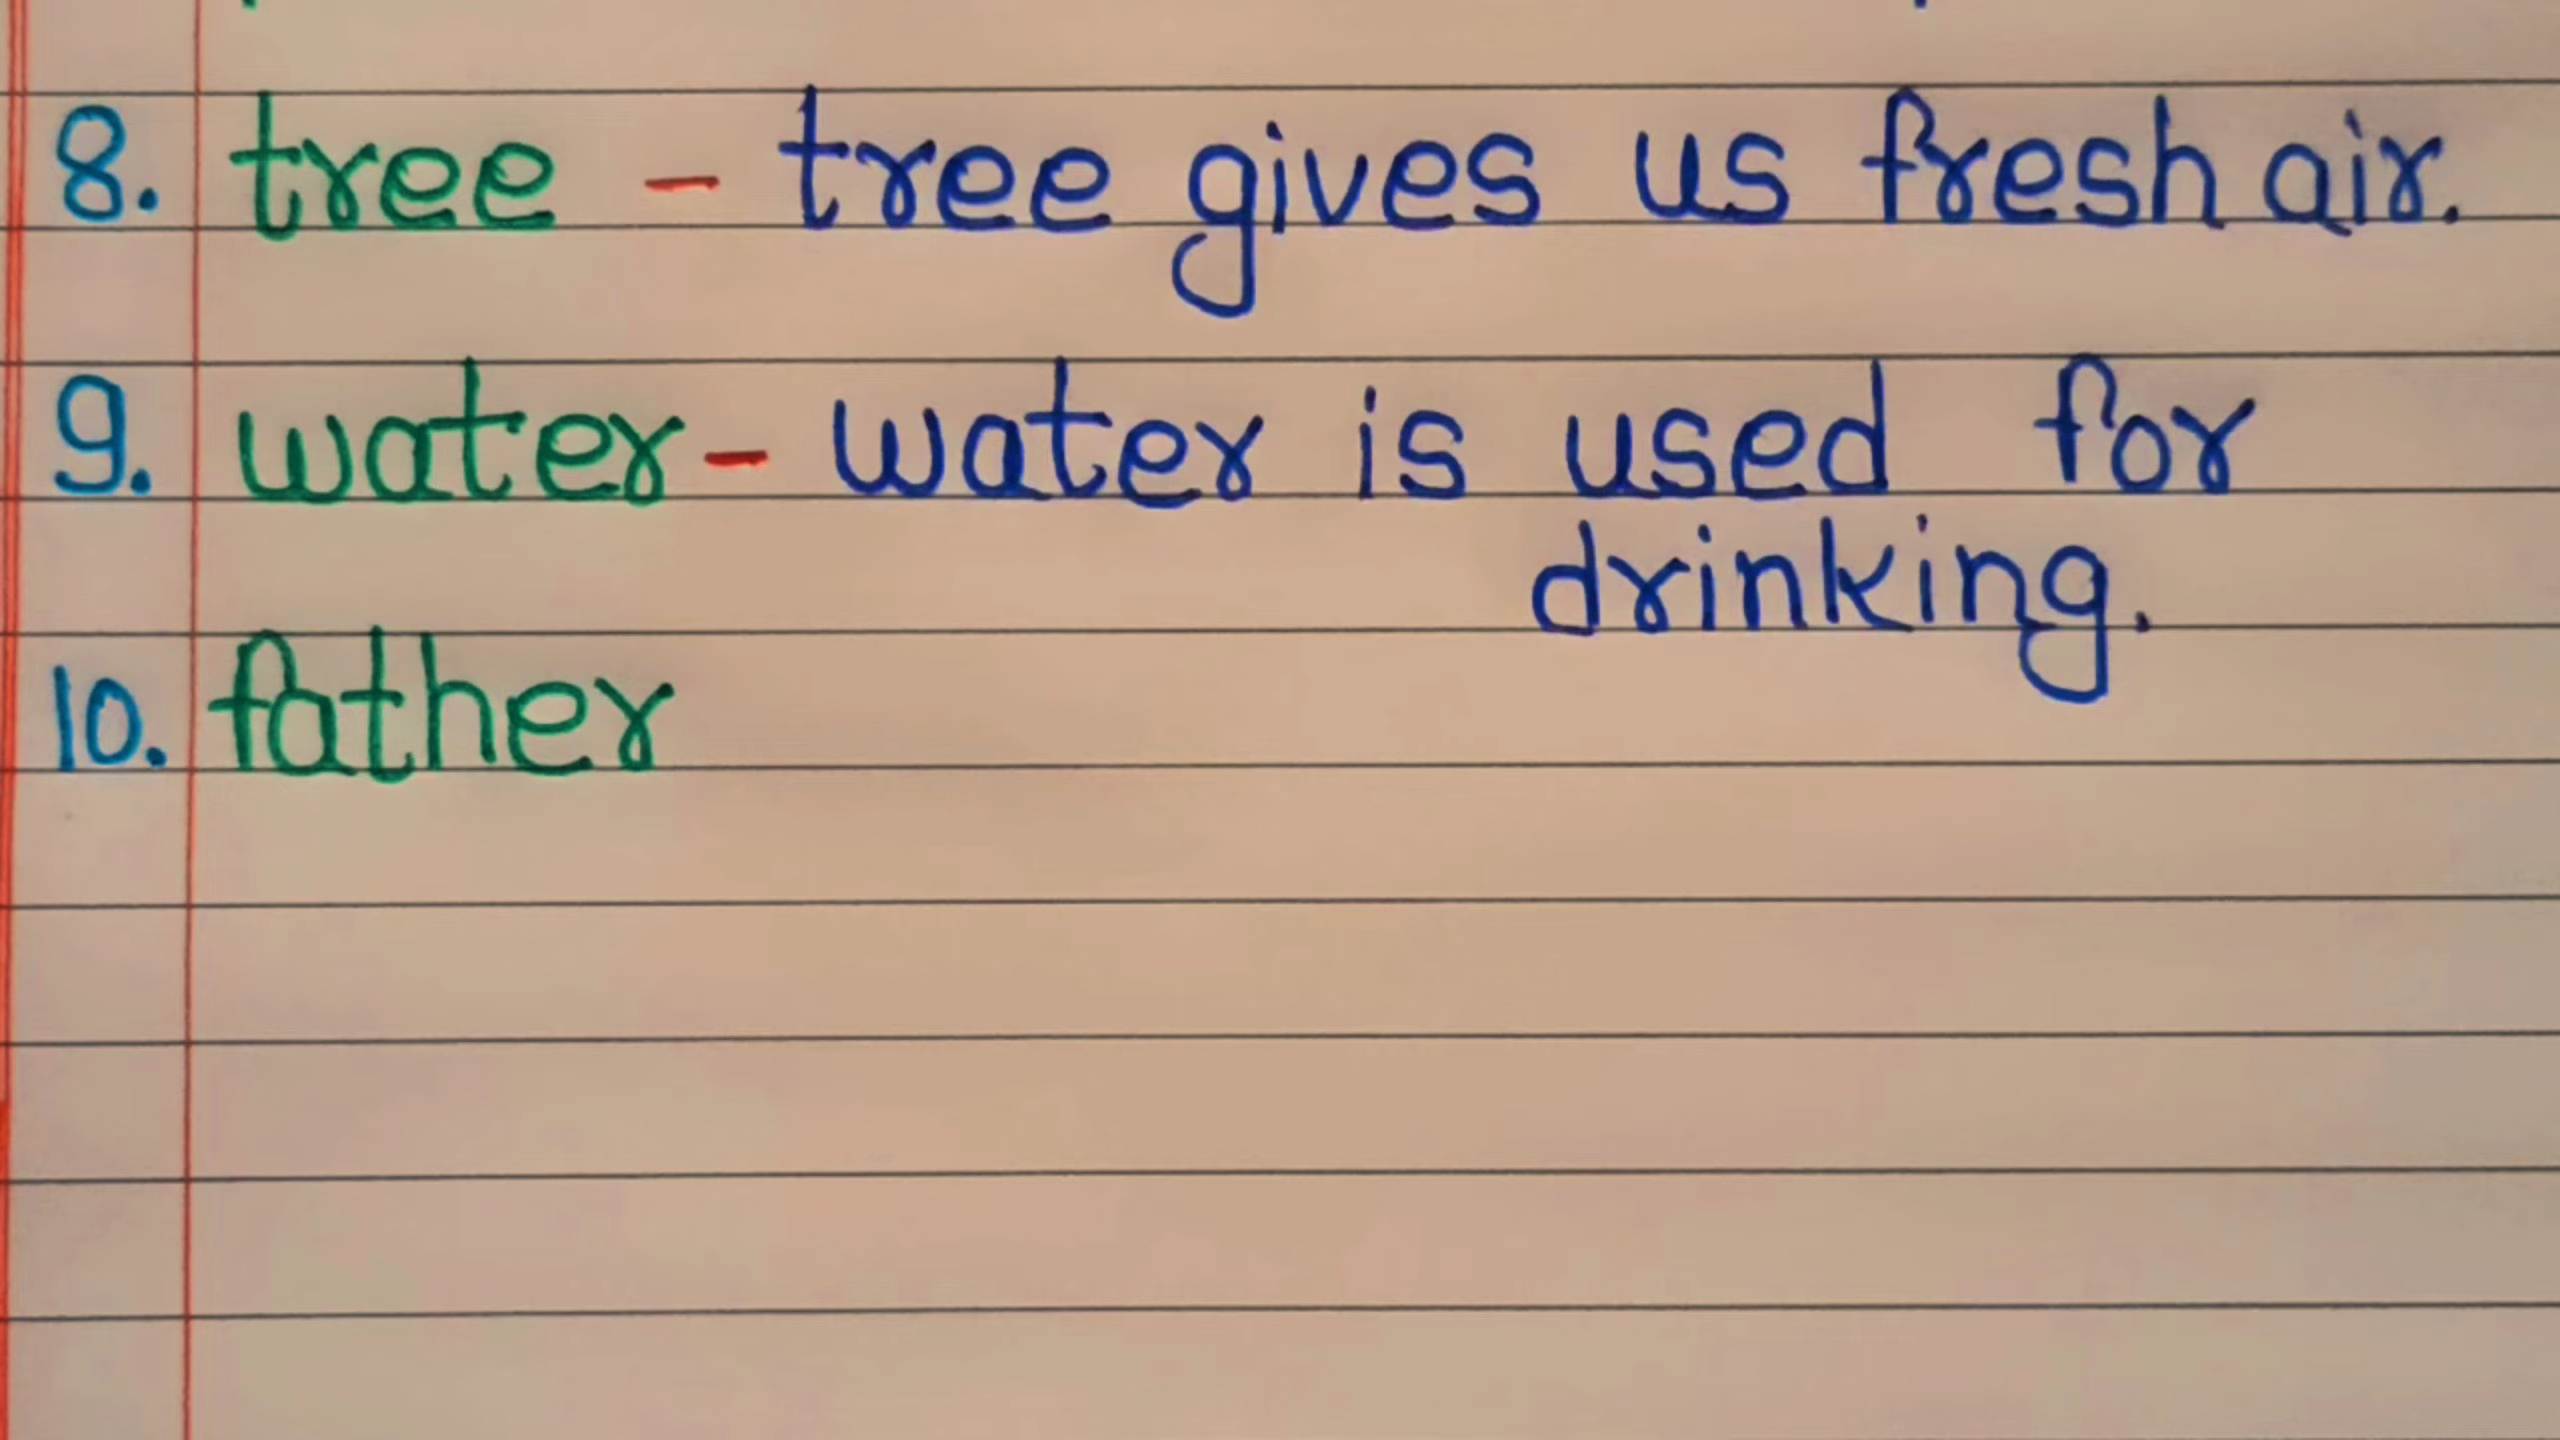 8. tree - tree gives us fresh air.
9. water - water is used for
drinking.
10. father